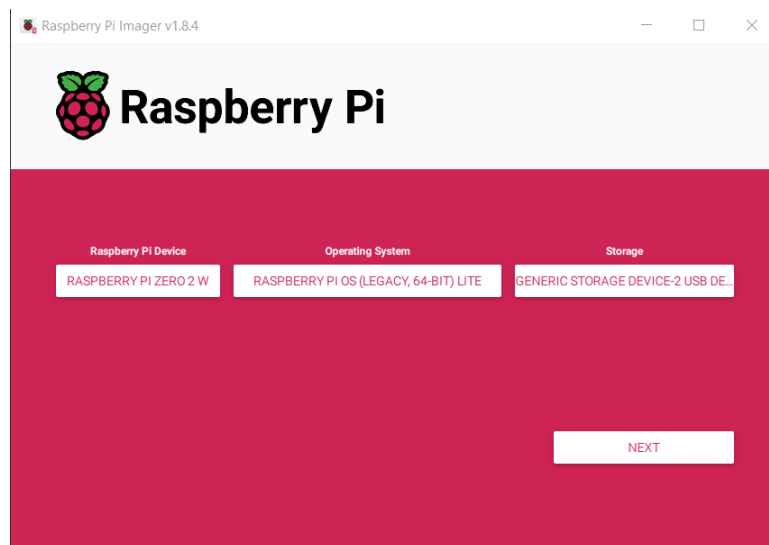 Raspberry Pi Imager v1.8.4
Raspberry Pi
Raspberry Pi Device
Operating System
Storage
RASPBERRY PI ZERO 2 W
RASPBERRY PI OS (LEGACY, 64-BIT) LITE
GENERIC STORAGE DEVICE-2 USB DE...
NEXT